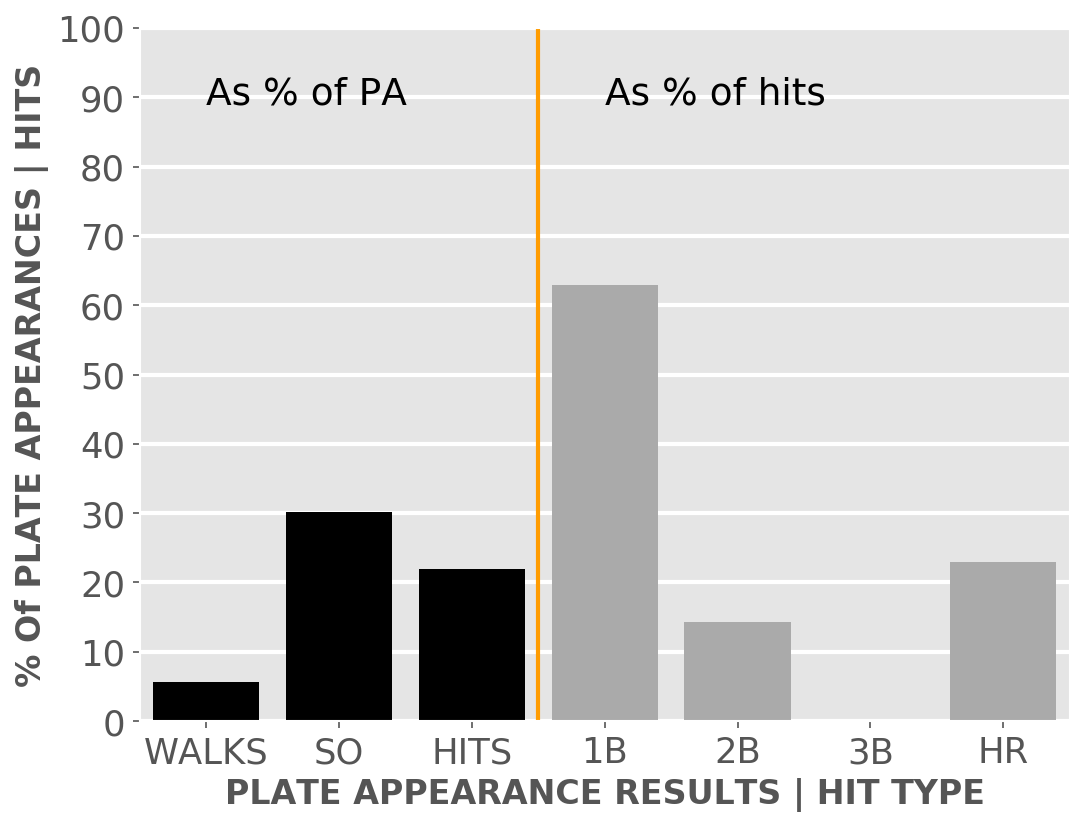 % Of PLATE APPEARANCES | HITS
100
90
80
70
60
50
40
30
20
10
0
As % of PA
As % of hits
WALKS SO HITS 1B 2B 3B HR
PLATE APPEARANCE RESULTS | HIT TYPE